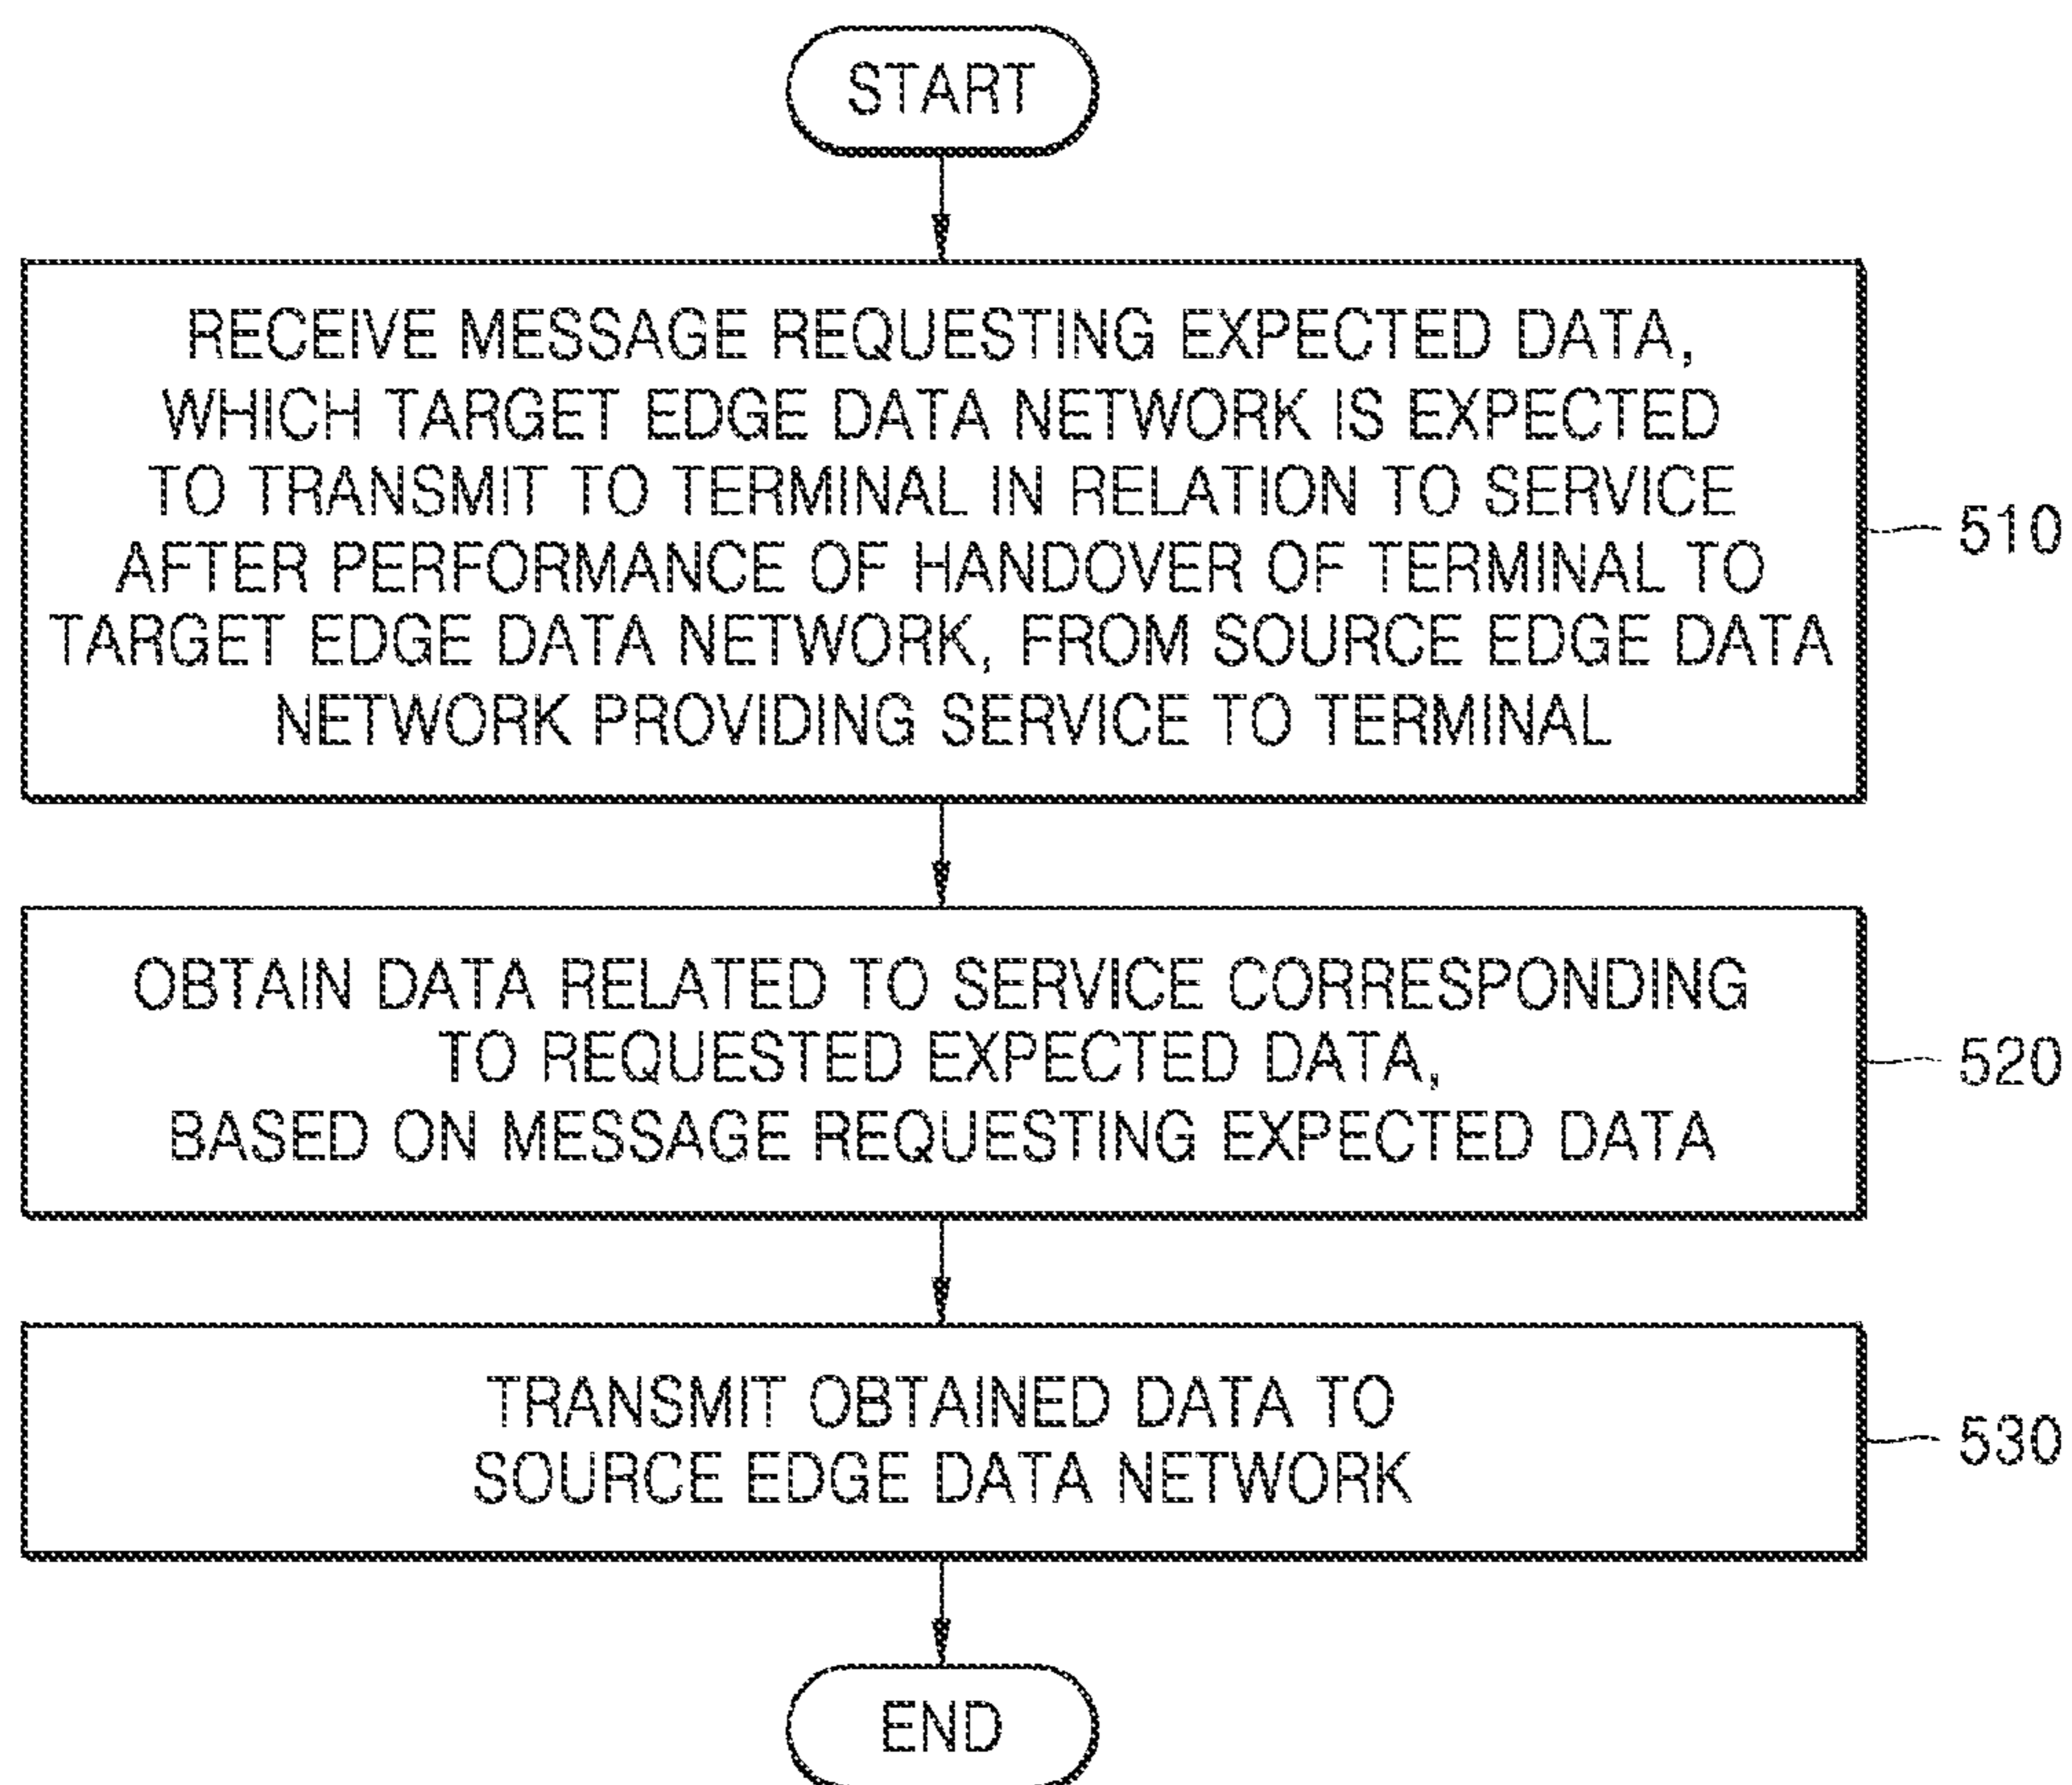 START
RECEIVE MESSAGE REQUESTING EXPECTED DATA,
WHICH TARGET EDGE DATA NETWORK IS EXPECTED
TO TRANSMIT TO TERMINAL IN RELATION TO SERVICE
AFTER PERFORMANCE OF HANDOVER OF TERMINAL TO
TARGET EDGE DATA NETWORK, FROM SOURCE EDGE DATA
NETWORK PROVIDING SERVICE TO TERMINAL
510
OBTAIN DATA RELATED TO SERVICE CORRESPONDING
TO REQUESTED EXPECTED DATA,
BASED ON MESSAGE REQUESTING EXPECTED DATA
520
TRANSMIT OBTAINED DATA TO
SOURCE EDGE DATA NETWORK
530
END